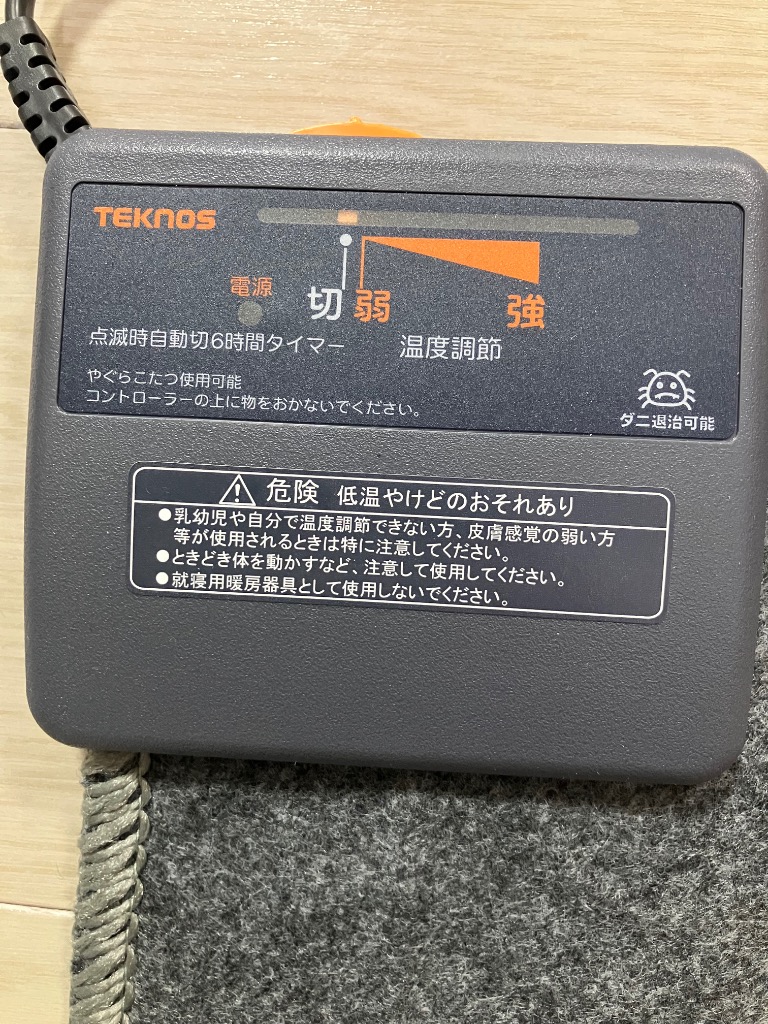 TEKNOS
電源
切 弱 強
点滅時自動切6時間タイマー 温度調節
やぐらこたつ使用可能
コントローラーの上に物をおかないでください。
ダニ退治可能
危険 低温やけどのおそれあり
●乳幼児や自分で温度調節できない方、皮膚感覚の弱い方
等が使用されるときは特に注意してください。
●ときどき体を動かすなど、注意して使用してください。
●就寝用暖房器具として使用しないでください。